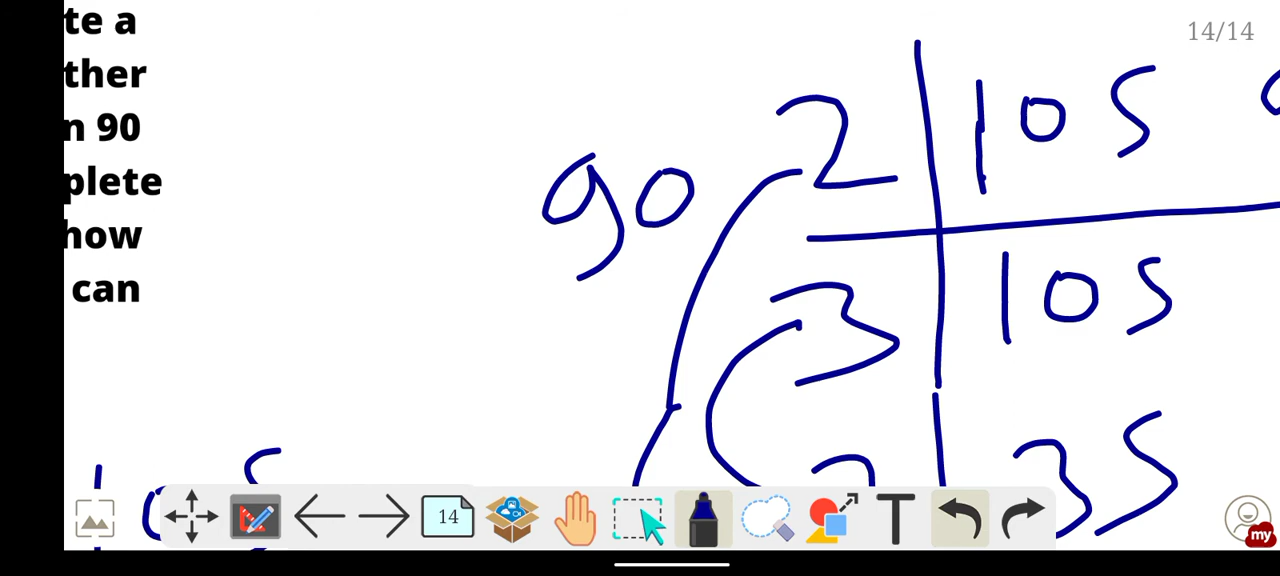 te a
ther
n 90
plete
how
can
14/14
90
2 105
3 105
35
14
T
my